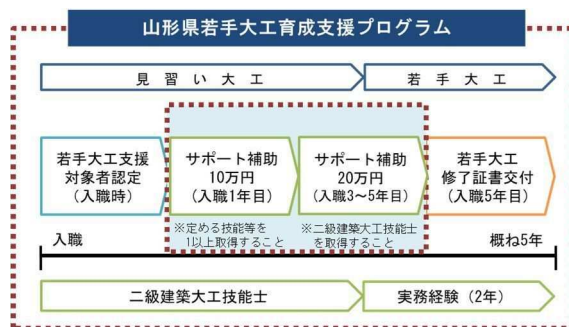 山形県若手大工育成支援プログラム
見習い大工
若手大工
若手大工支援
対象者認定
(入職時)
サポート補助
10万円
(入職1年目)
サポート補助
20万円
(入職3〜5年目)
若手大工
修了証書交付
(入職5年目)
※定める技能等を
1以上取得すること
※二級建築大工技能士
を取得すること
入職
概ね5年
二級建築大工技能士
実務経験(2年)